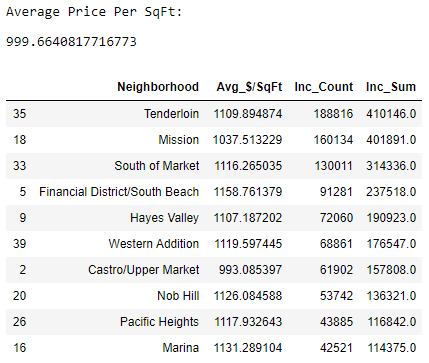 Average Price Per SqFt:
999.6640817716773
Neighborhood Avg_$/SqFt Inc_Count Inc_Sum
35 Tenderloin 1109.894874 188816 410146.0
18 Mission 1037.513229 160134 401891.0
33 South of Market 1116.265035 130011 314336.0
5 Financial District/South Beach 1158.761379 91281 237518.0
9 Hayes Valley 1107.187202 72060 190923.0
39 Western Addition 1119.597445 68861 176547.0
2 Castro/Upper Market 993.085397 61902 157808.0
20 Nob Hill 1126.084588 53742 136321.0
26 Pacific Heights 1117.932643 43885 116842.0
16 Marina 1131.289104 42521 114375.0